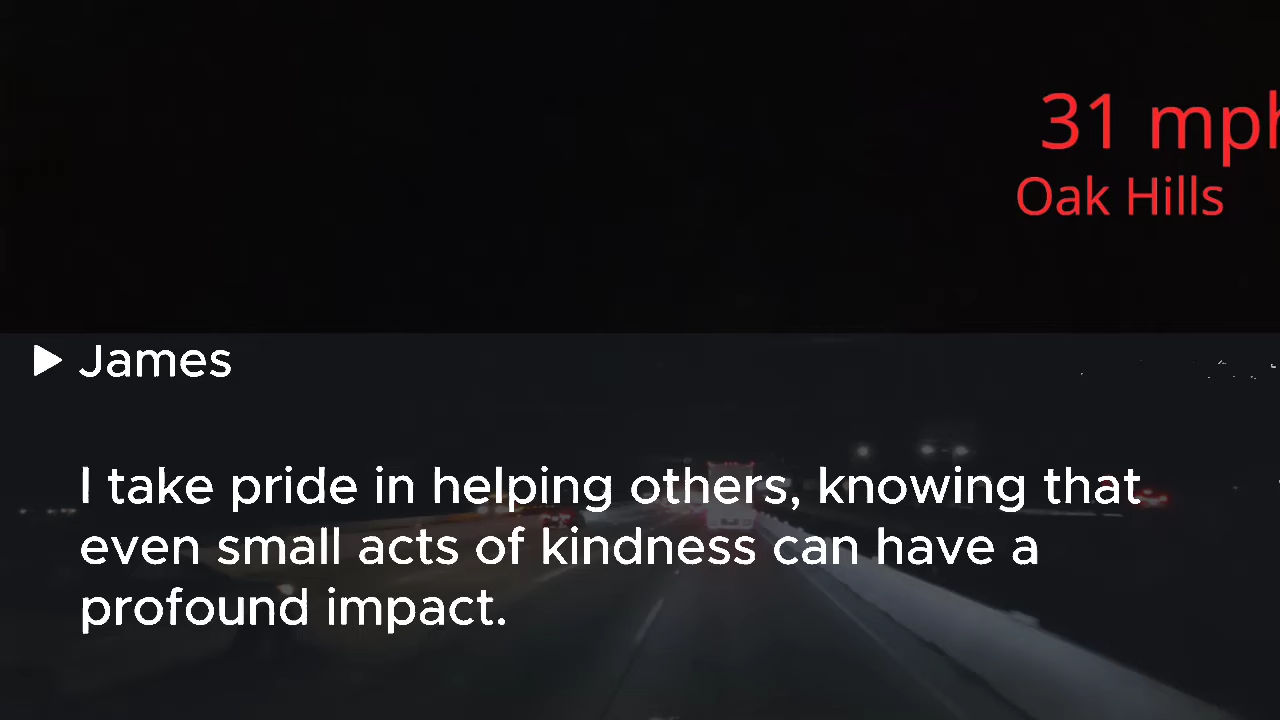 31 mph
Oak Hills
James
I take pride in helping others, knowing that
even small acts of kindness can have a
profound impact.